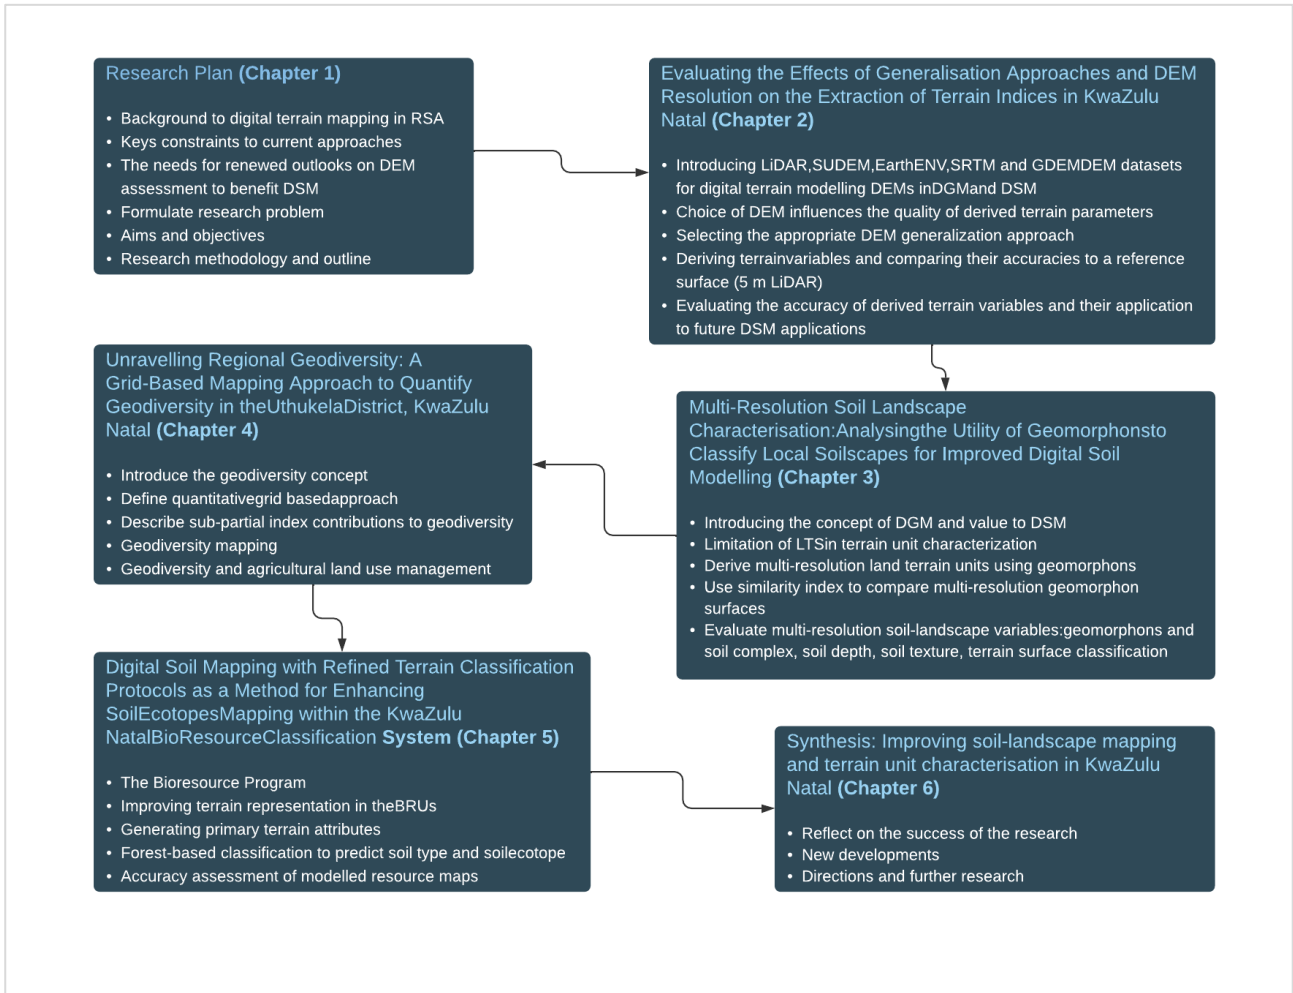 Research Plan (Chapter 1)
• Background to digital terrain mapping in RSA
• Keys constraints to current approaches
• The needs for renewed outlooks on DEM
assessment to benefit DSM
• Formulate research problem
• Aims and objectives
• Research methodology and outline
Evaluating the Effects of Generalisation Approaches and DEM
Resolution on the Extraction of Terrain Indices in KwaZulu
Natal (Chapter 2)
• Introducing LiDAR,SUDEM,EarthENV,SRTM and GDEMDEM datasets
for digital terrain modelling DEMs inDGMand DSM
• Choice of DEM influences the quality of derived terrain parameters
• Selecting the appropriate DEM generalization approach
• Deriving terrainvariables and comparing their accuracies to a reference
surface (5 m LiDAR)
• Evaluating the accuracy of derived terrain variables and their application
to future DSM applications
Multi-Resolution Soil Landscape
Characterisation:Analysingthe Utility of Geomorphonsto
Classify Local Soilscapes for Improved Digital Soil
Modelling (Chapter 3)
• Introducing the concept of DGM and value to DSM
• Limitation of LTSin terrain unit characterization
• Derive multi-resolution land terrain units using geomorphons
• Use similarity index to compare multi-resolution geomorphon
surfaces
• Evaluate multi-resolution soil-landscape variables:geomorphons and
soil complex, soil depth, soil texture, terrain surface classification
Unravelling Regional Geodiversity: A
Grid-Based Mapping Approach to Quantify
Geodiversity in theUthukelaDistrict, KwaZulu
Natal (Chapter 4)
• Introduce the geodiversity concept
• Define quantitativegrid basedapproach
• Describe sub-partial index contributions to geodiversity
• Geodiversity mapping
• Geodiversity and agricultural land use management
Digital Soil Mapping with Refined Terrain Classification
Protocols as a Method for Enhancing
SoilEcotopesMapping within the KwaZulu
NatalBioResourceClassification System (Chapter 5)
• The Bioresource Program
• Improving terrain representation in theBRUs
• Generating primary terrain attributes
• Forest-based classification to predict soil type and soilecotope
• Accuracy assessment of modelled resource maps
Synthesis: Improving soil-landscape mapping
and terrain unit characterisation in KwaZulu
Natal (Chapter 6)
• Reflect on the success of the research
• New developments
• Directions and further research